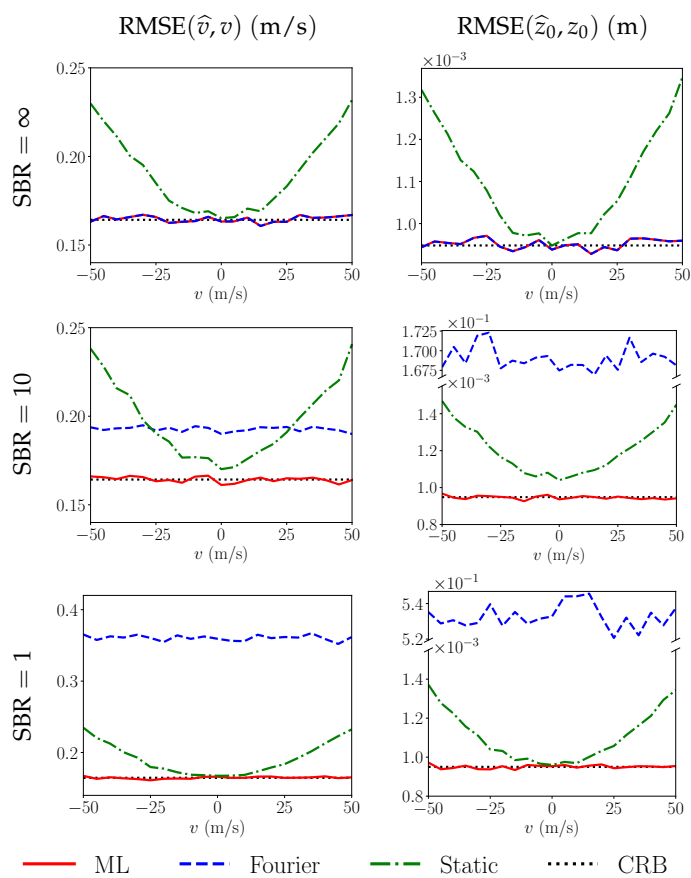 RMSE(v̂, v) (m/s) RMSE(ẑ₀, z₀) (m)
SBR = ∞
0.25
0.20
0.15
−50 −25 0 25 50
v (m/s)
×10⁻³
1.3
1.2
1.1
1.0
0.9
−50 −25 0 25 50
v (m/s)
SBR = 10
0.25
0.20
0.15
−50 −25 0 25 50
v (m/s)
×10⁻¹
1.725
1.700
1.675
×10⁻³
1.4
1.2
1.0
0.8
−50 −25 0 25 50
v (m/s)
SBR = 1
0.4
0.3
0.2
−50 −25 0 25 50
v (m/s)
×10⁻¹
5.4
5.2
×10⁻³
1.4
1.2
1.0
0.8
−50 −25 0 25 50
v (m/s)
ML Fourier Static CRB